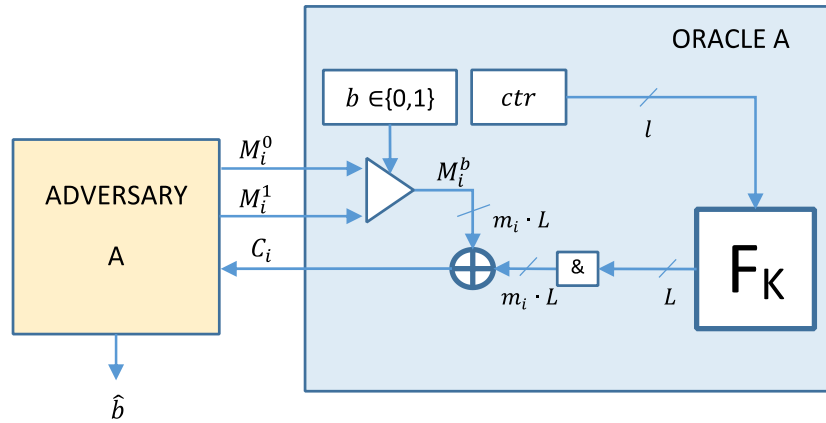 ORACLE A
b ∈{0,1}
ctr
l
M_i^0
M_i^b
ADVERSARY
A
M_i^1
m_i · L
C_i
&
F_K
m_i · L
L
b̂